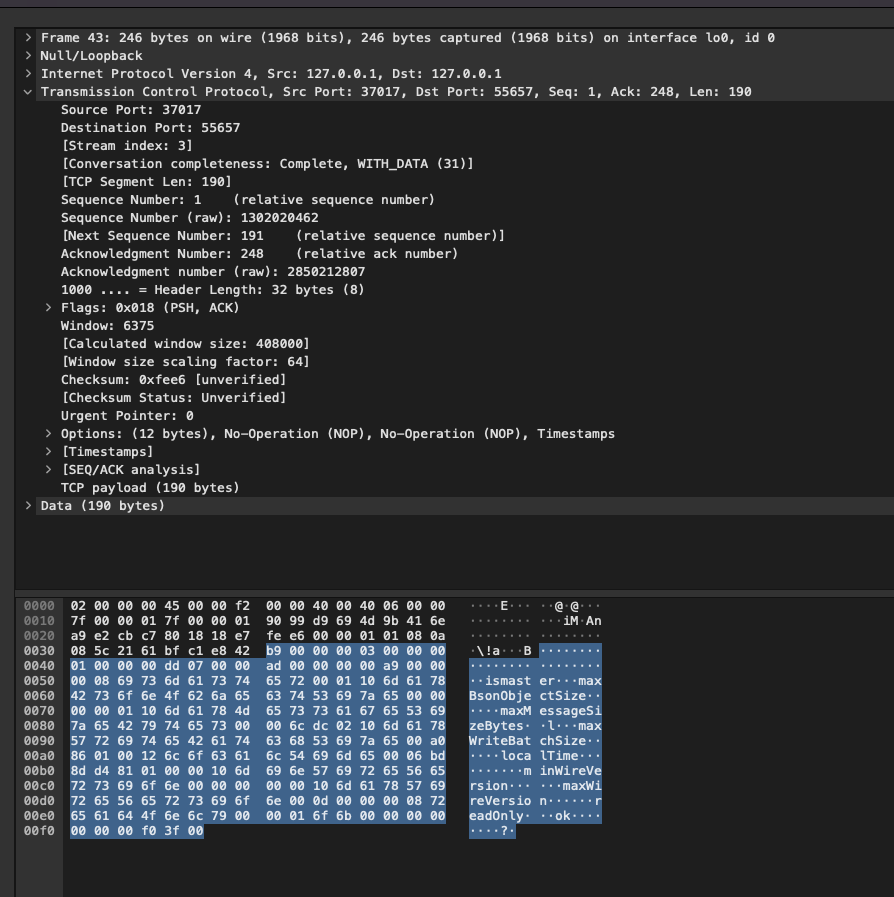 > Frame 43: 246 bytes on wire (1968 bits), 246 bytes captured (1968 bits) on interface lo0, id 0
> Null/Loopback
> Internet Protocol Version 4, Src: 127.0.0.1, Dst: 127.0.0.1
Transmission Control Protocol, Src Port: 37017, Dst Port: 55657, Seq: 1, Ack: 248, Len: 190
Source Port: 37017
Destination Port: 55657
[Stream index: 3]
[Conversation completeness: Complete, WITH_DATA (31)]
[TCP Segment Len: 190]
Sequence Number: 1    (relative sequence number)
Sequence Number (raw): 1302020462
[Next Sequence Number: 191    (relative sequence number)]
Acknowledgment Number: 248    (relative ack number)
Acknowledgment number (raw): 2850212807
1000 .... = Header Length: 32 bytes (8)
> Flags: 0x018 (PSH, ACK)
Window: 6375
[Calculated window size: 408000]
[Window size scaling factor: 64]
Checksum: 0xfee6 [unverified]
[Checksum Status: Unverified]
Urgent Pointer: 0
> Options: (12 bytes), No-Operation (NOP), No-Operation (NOP), Timestamps
> [Timestamps]
> [SEQ/ACK analysis]
TCP payload (190 bytes)
> Data (190 bytes)
0000 02 00 00 00 45 00 00 f2 00 00 40 00 40 06 00 00 ····E··· ··@·@···
0010 7f 00 00 01 7f 00 00 01 90 99 d9 69 4d 9b 41 6e ········ ···iM·An
0020 a9 e2 cb c7 80 18 18 e7 fe e6 00 00 01 01 08 0a ········ ········
0030 08 5c 21 61 bf c1 e8 42 b9 00 00 00 03 00 00 00 ·\!a···B ········
0040 01 00 00 00 dd 07 00 00 ad 00 00 00 00 a9 00 00 ········ ········
0050 00 08 69 73 6d 61 73 74 65 72 00 01 10 6d 61 78 ··ismast er···max
0060 42 73 6f 6e 4f 62 6a 65 63 74 53 69 7a 65 00 00 BsonObje ctSize··
0070 00 00 01 10 6d 61 78 4d 65 73 73 61 67 65 53 69 ····maxM essageSi
0080 7a 65 42 79 74 65 73 00 00 6c dc 02 10 6d 61 78 zeBytes· ·l···max
0090 57 72 69 74 65 42 61 74 63 68 53 69 7a 65 00 a0 WriteBat chSize··
00a0 86 01 00 12 6c 6f 63 61 6c 54 69 6d 65 00 06 bd ····loca lTime···
00b0 8d d4 81 01 00 00 10 6d 69 6e 57 69 72 65 56 65 ·······m inWireVe
00c0 72 73 69 6f 6e 00 00 00 00 00 10 6d 61 78 57 69 rsion··· ···maxWi
00d0 72 65 56 65 72 73 69 6f 6e 00 0d 00 00 00 08 72 reVersio n······r
00e0 65 61 64 4f 6e 6c 79 00 00 01 6f 6b 00 00 00 00 eadOnly· ··ok····
00f0 00 00 00 f0 3f 00 ····?·